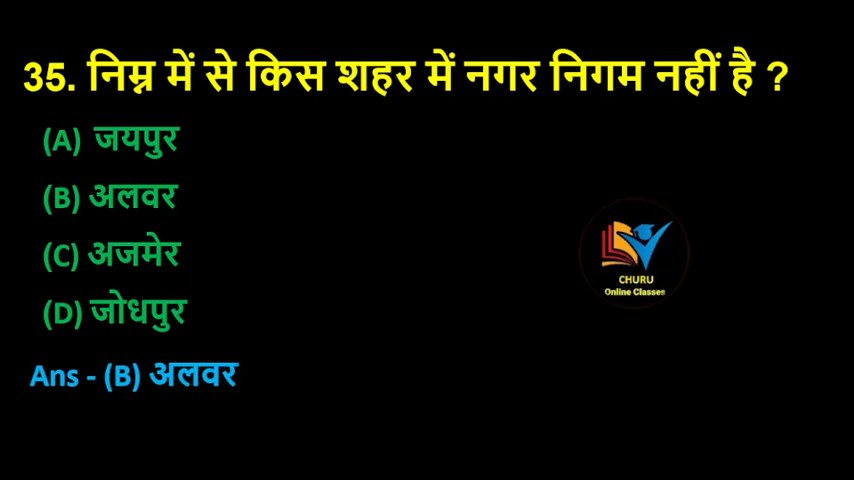 35. निम्न में से किस शहर में नगर निगम नहीं है ?
(A) जयपुर
(B) अलवर
(C) अजमेर
(D) जोधपुर
Ans - (B) अलवर
CHURU
Online Classes